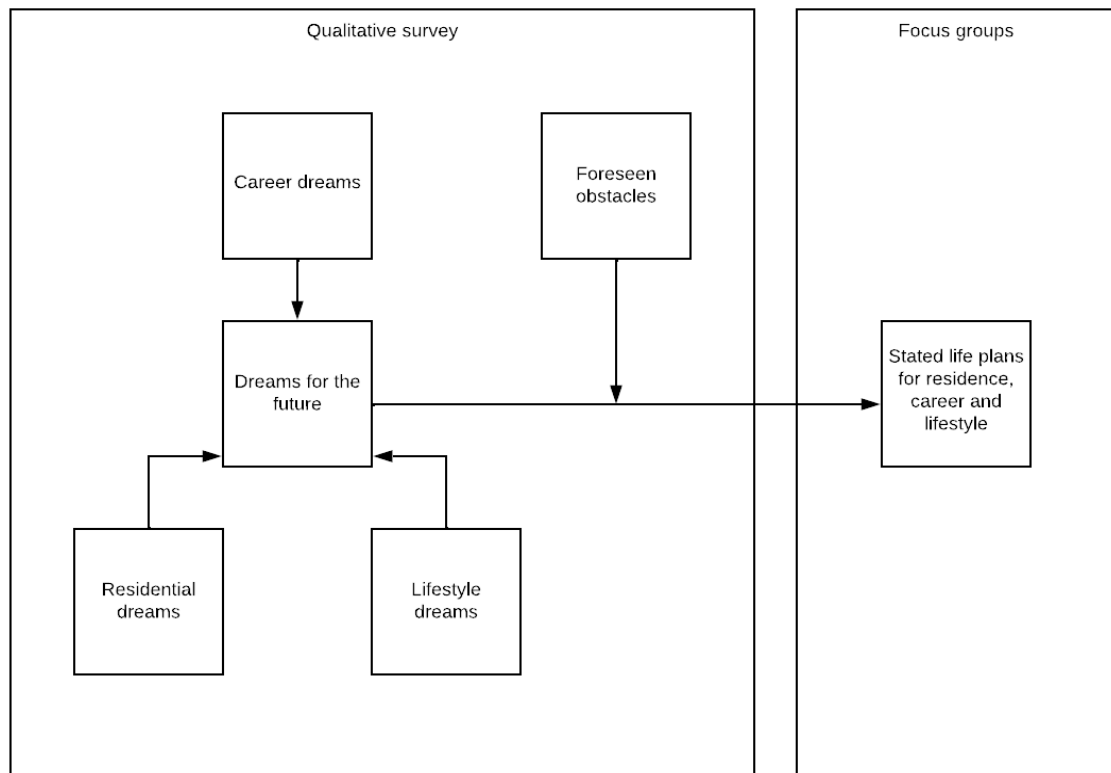 Qualitative survey
Focus groups
Career dreams
Foreseen
obstacles
Dreams for the
future
Stated life plans
for residence,
career and
lifestyle
Residential
dreams
Lifestyle
dreams